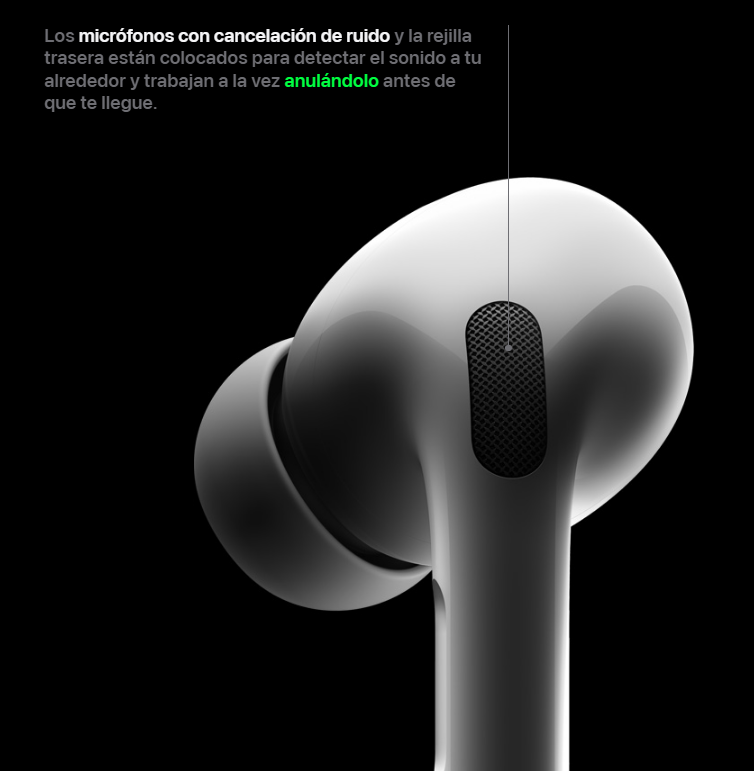 Los micrófonos con cancelación de ruido y la rejilla
trasera están colocados para detectar el sonido a tu
alrededor y trabajan a la vez anulándolo antes de
que te llegue.